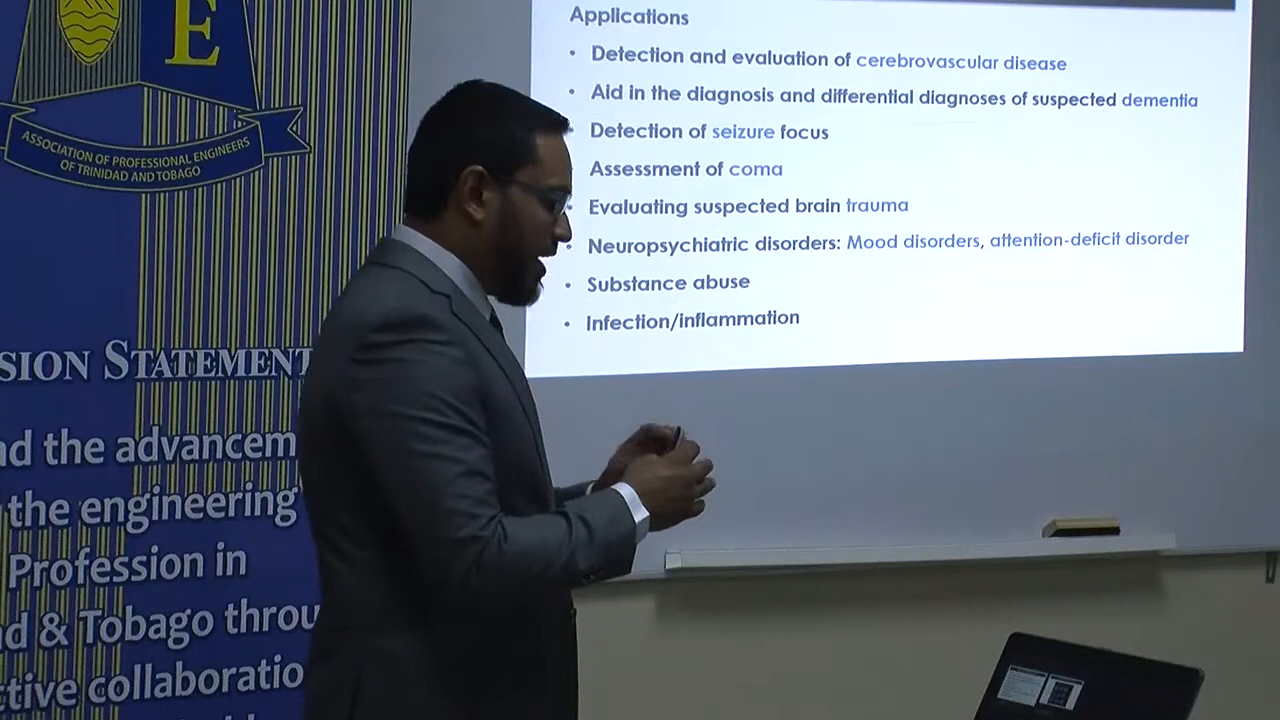 E
ASSOCIATION OF PROFESSIONAL ENGINEERS
OF TRINIDAD AND TOBAGO
SION STATEMENT
nd the advancem
the engineering
Profession in
d & Tobago throu
ctive collaboratio
Applications
• Detection and evaluation of cerebrovascular disease
• Aid in the diagnosis and differential diagnoses of suspected dementia
Detection of seizure focus
Assessment of coma
• Evaluating suspected brain trauma
• Neuropsychiatric disorders: Mood disorders, attention-deficit disorder
• Substance abuse
• Infection/inflammation